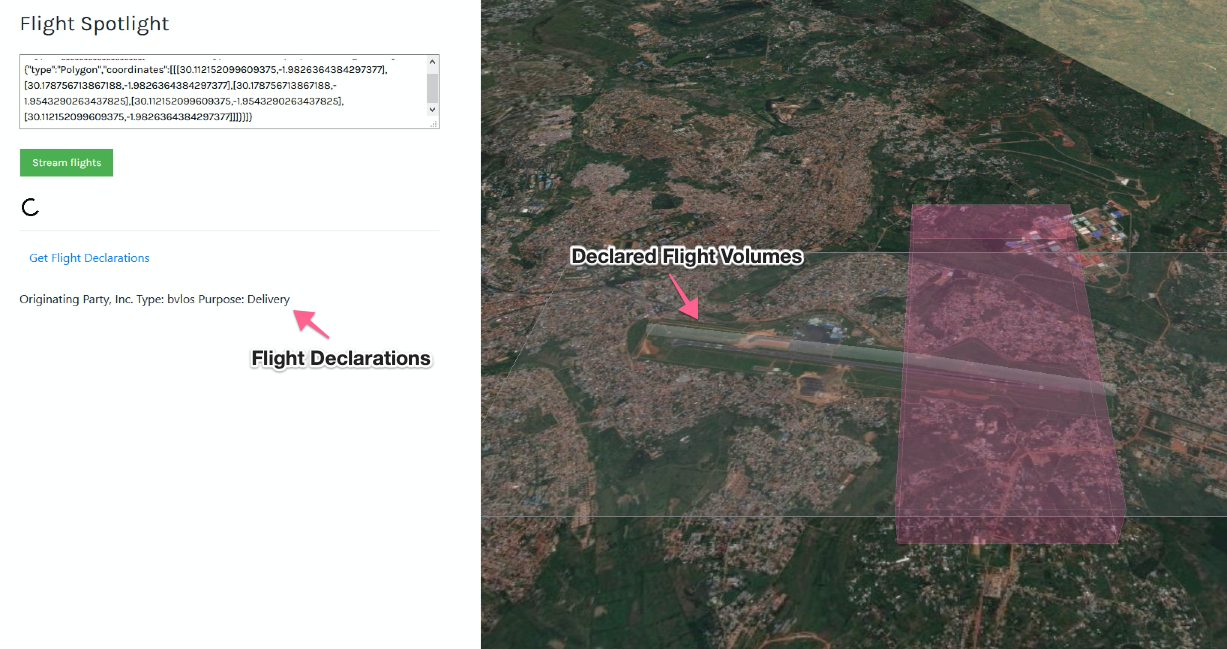 Flight Spotlight
{"type":"Polygon","coordinates":[[[30.112152099609375,-1.9826364384297377],
[30.178756713867188,-1.9826364384297377],[30.178756713867188,-
1.9543290263437825],[30.112152099609375,-1.9543290263437825],
[30.112152099609375,-1.9826364384297377]]]}}]}
Stream flights
Get Flight Declarations
Originating Party, Inc. Type: bvlos Purpose: Delivery
Flight Declarations
Declared Flight Volumes